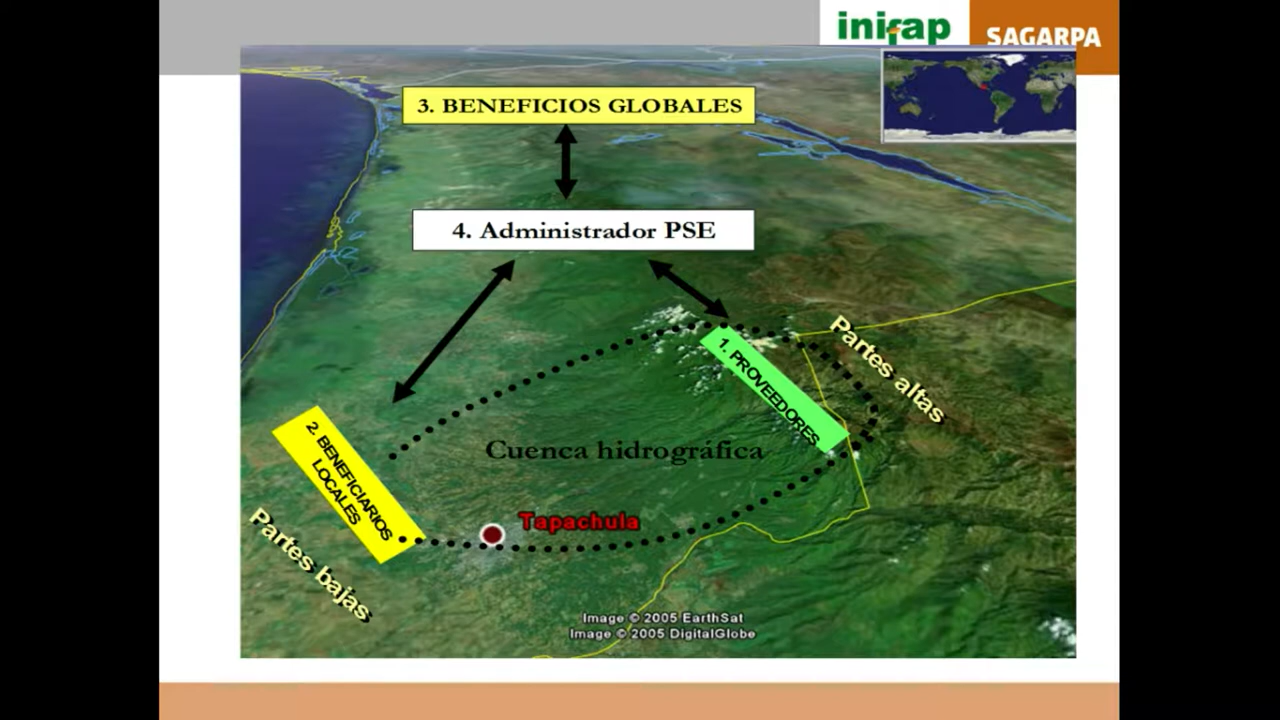 inifap
SAGARPA
3. BENEFICIOS GLOBALES
4. Administrador PSE
1. PROVEEDORES
Partes altas
Cuenca hidrográfica
2. BENEFICIARIOS
LOCALES
Tapachula
Partes bajas
Image © 2005 EarthSat
Image © 2005 DigitalGlobe